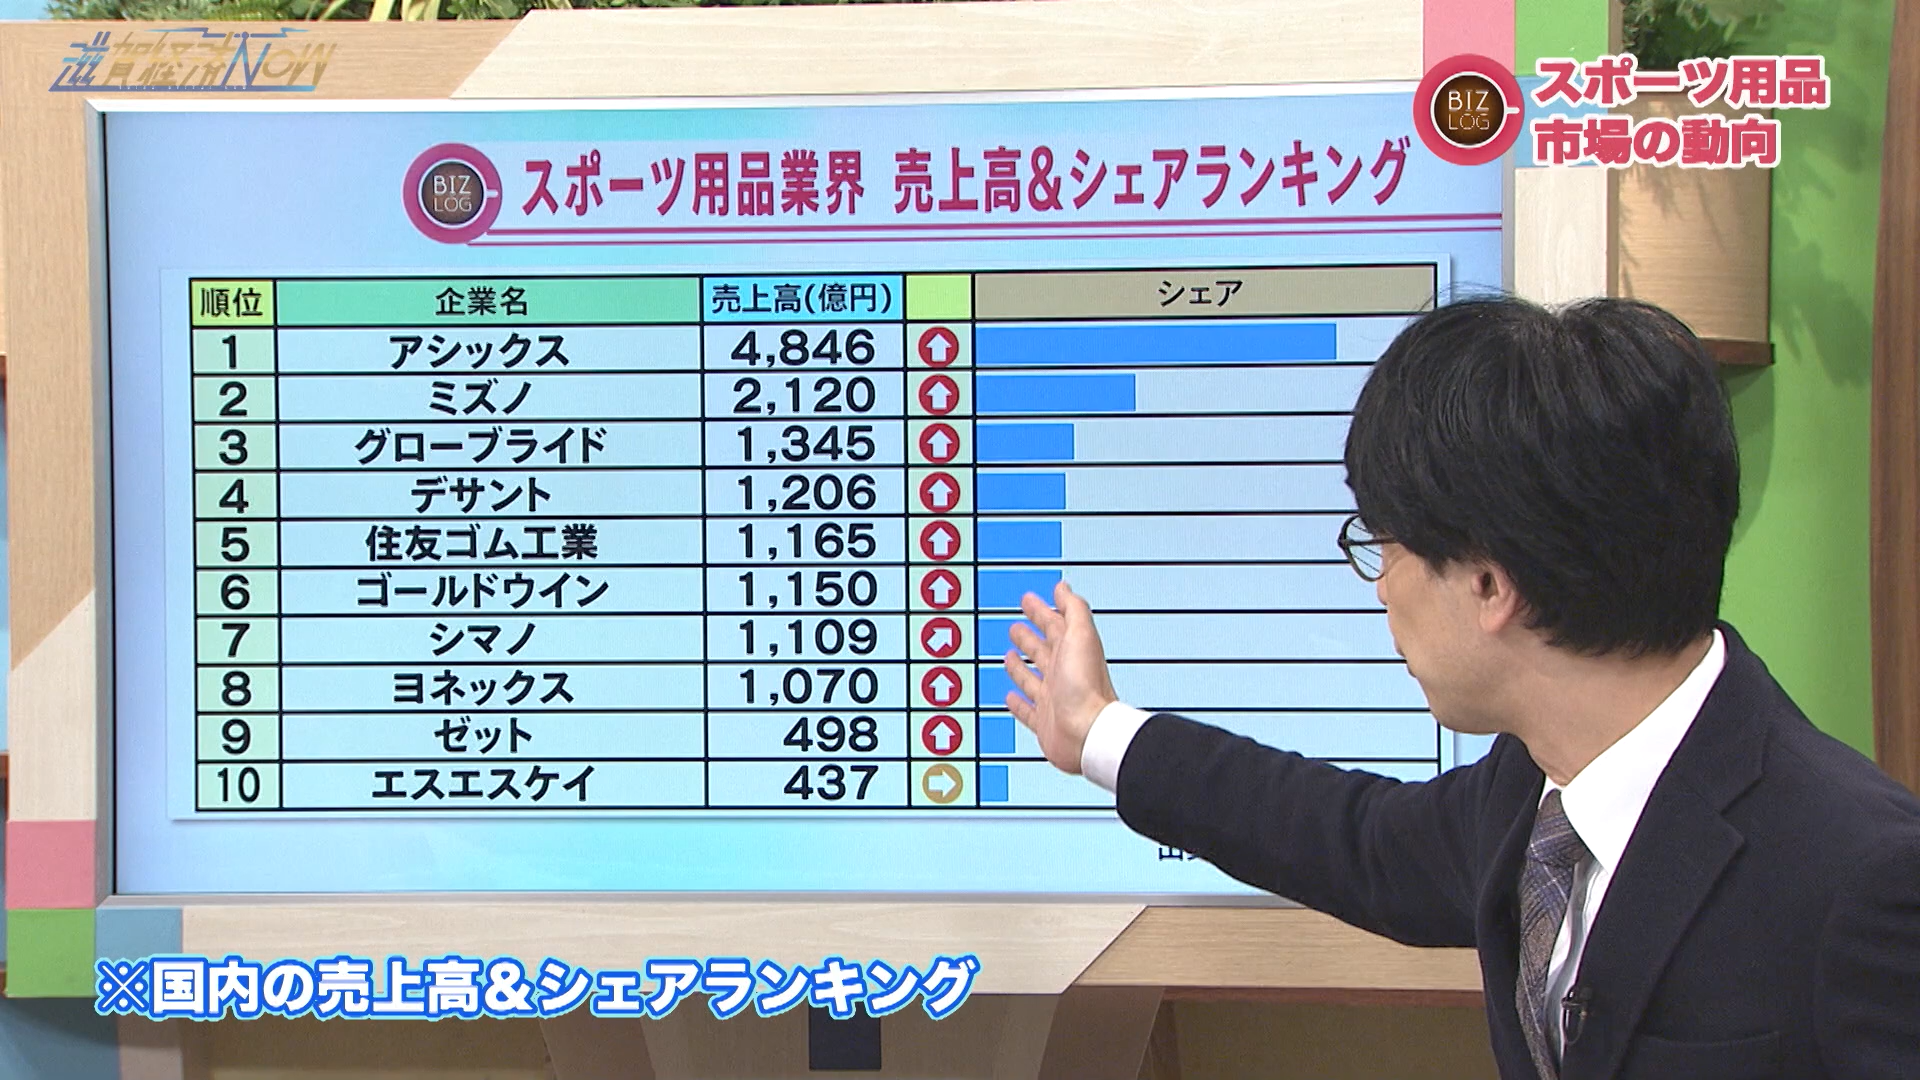 滋賀経済NOW
BIZ
LOG
スポーツ用品
市場の動向
BIZ
LOG
スポーツ用品業界 売上高&シェアランキング
順位 企業名 売上高(億円) シェア
1 アシックス 4,846
2 ミズノ 2,120
3 グローブライド 1,345
4 デサント 1,206
5 住友ゴム工業 1,165
6 ゴールドウイン 1,150
7 シマノ 1,109
8 ヨネックス 1,070
9 ゼット 498
10 エスエスケイ 437
※国内の売上高&シェアランキング